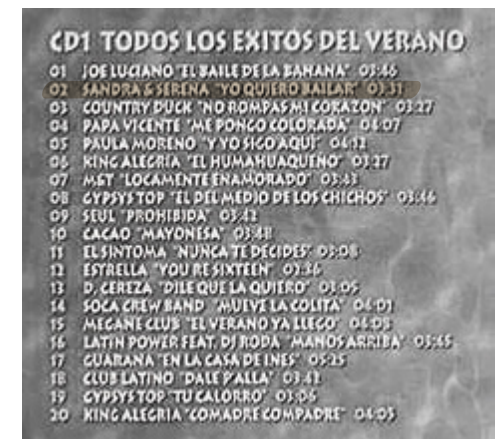 CD1 TODOS LOS EXITOS DEL VERANO
01 JOE LUCIANO "EL BAILE DE LA BANANA" 03:46
02 SANDRA & SERENA "YO QUIERO BAILAR" 03:31
03 COUNTRY DUCK "NO ROMPAS MI CORAZON" 03:27
04 PAPA VICENTE "ME PONGO COLORADA" 04:07
05 PAULA MORENO "Y YO SIGO AQUÍ" 04:12
06 KING ALEGRIA "EL HUMAHUAQUEÑO" 03:27
07 M&T "LOCAMENTE ENAMORADO" 03:43
08 GYPSYS TOP "EL DEL MEDIO DE LOS CHICHOS" 03:46
09 SEUL "PROHIBIDA" 03:42
10 CACAO "MAYONESA" 03:48
11 EL SINTOMA "NUNCA TE DECIDES" 03:08
12 ESTRELLA "YOU RE SIXTEEN" 02:36
13 D. CEREZA "DILE QUE LA QUIERO" 03:05
14 SOCA CREW BAND "MUEVE LA COLITA" 04:01
15 MEGANE CLUB "EL VERANO YA LLEGO" 04:08
16 LATIN POWER FEAT. DJ RODA "MANOS ARRIBA" 03:45
17 GUARANA "EN LA CASA DE INES" 05:25
18 CLUB LATINO "DALE P'ALLA" 03:42
19 GYPSYS TOP "TU CALORRO" 03:06
20 KING ALEGRIA "COMADRE COMPADRE" 04:05